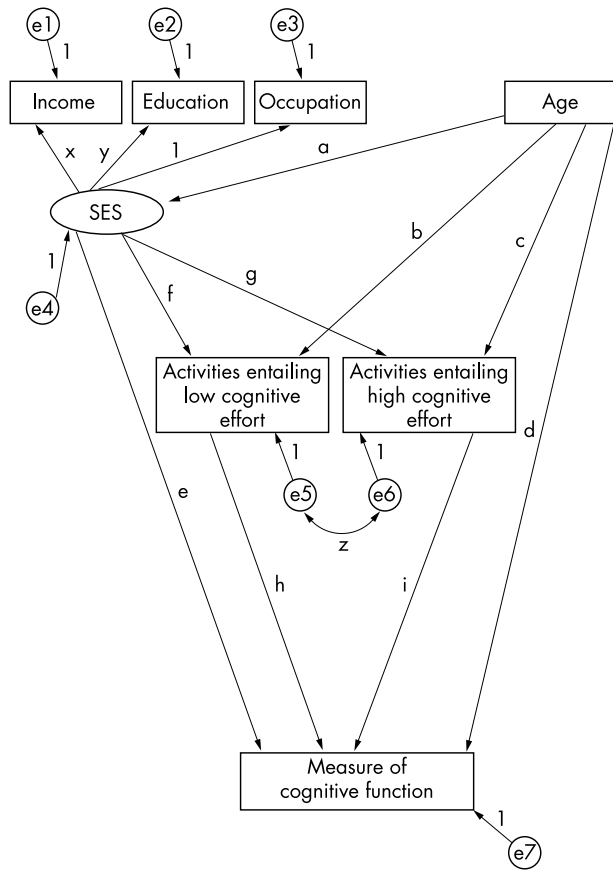 e1
1
e2
1
e3
1
Income
Education
Occupation
Age
x
y
1
a
SES
b
c
1
g
f
e4
Activities entailing
low cognitive
effort
Activities entailing
high cognitive
effort
d
1
1
e
e5
e6
z
h
i
Measure of
cognitive function
1
e7